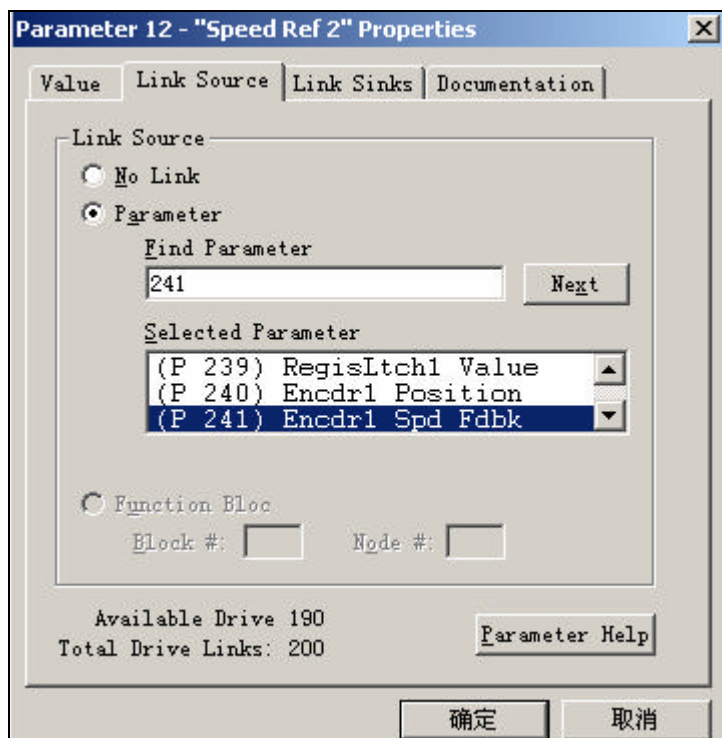 Parameter 12 - "Speed Ref 2" Properties
Value Link Source Link Sinks Documentation
Link Source
No Link
Parameter
Find Parameter
241 Next
Selected Parameter
(P 239) RegisLtch1 Value
(P 240) Encdr1 Position
(P 241) Encdr1 Spd Fdbk
Function Bloc
Block #: Node #:
Available Drive 190
Total Drive Links: 200
Parameter Help
确定 取消